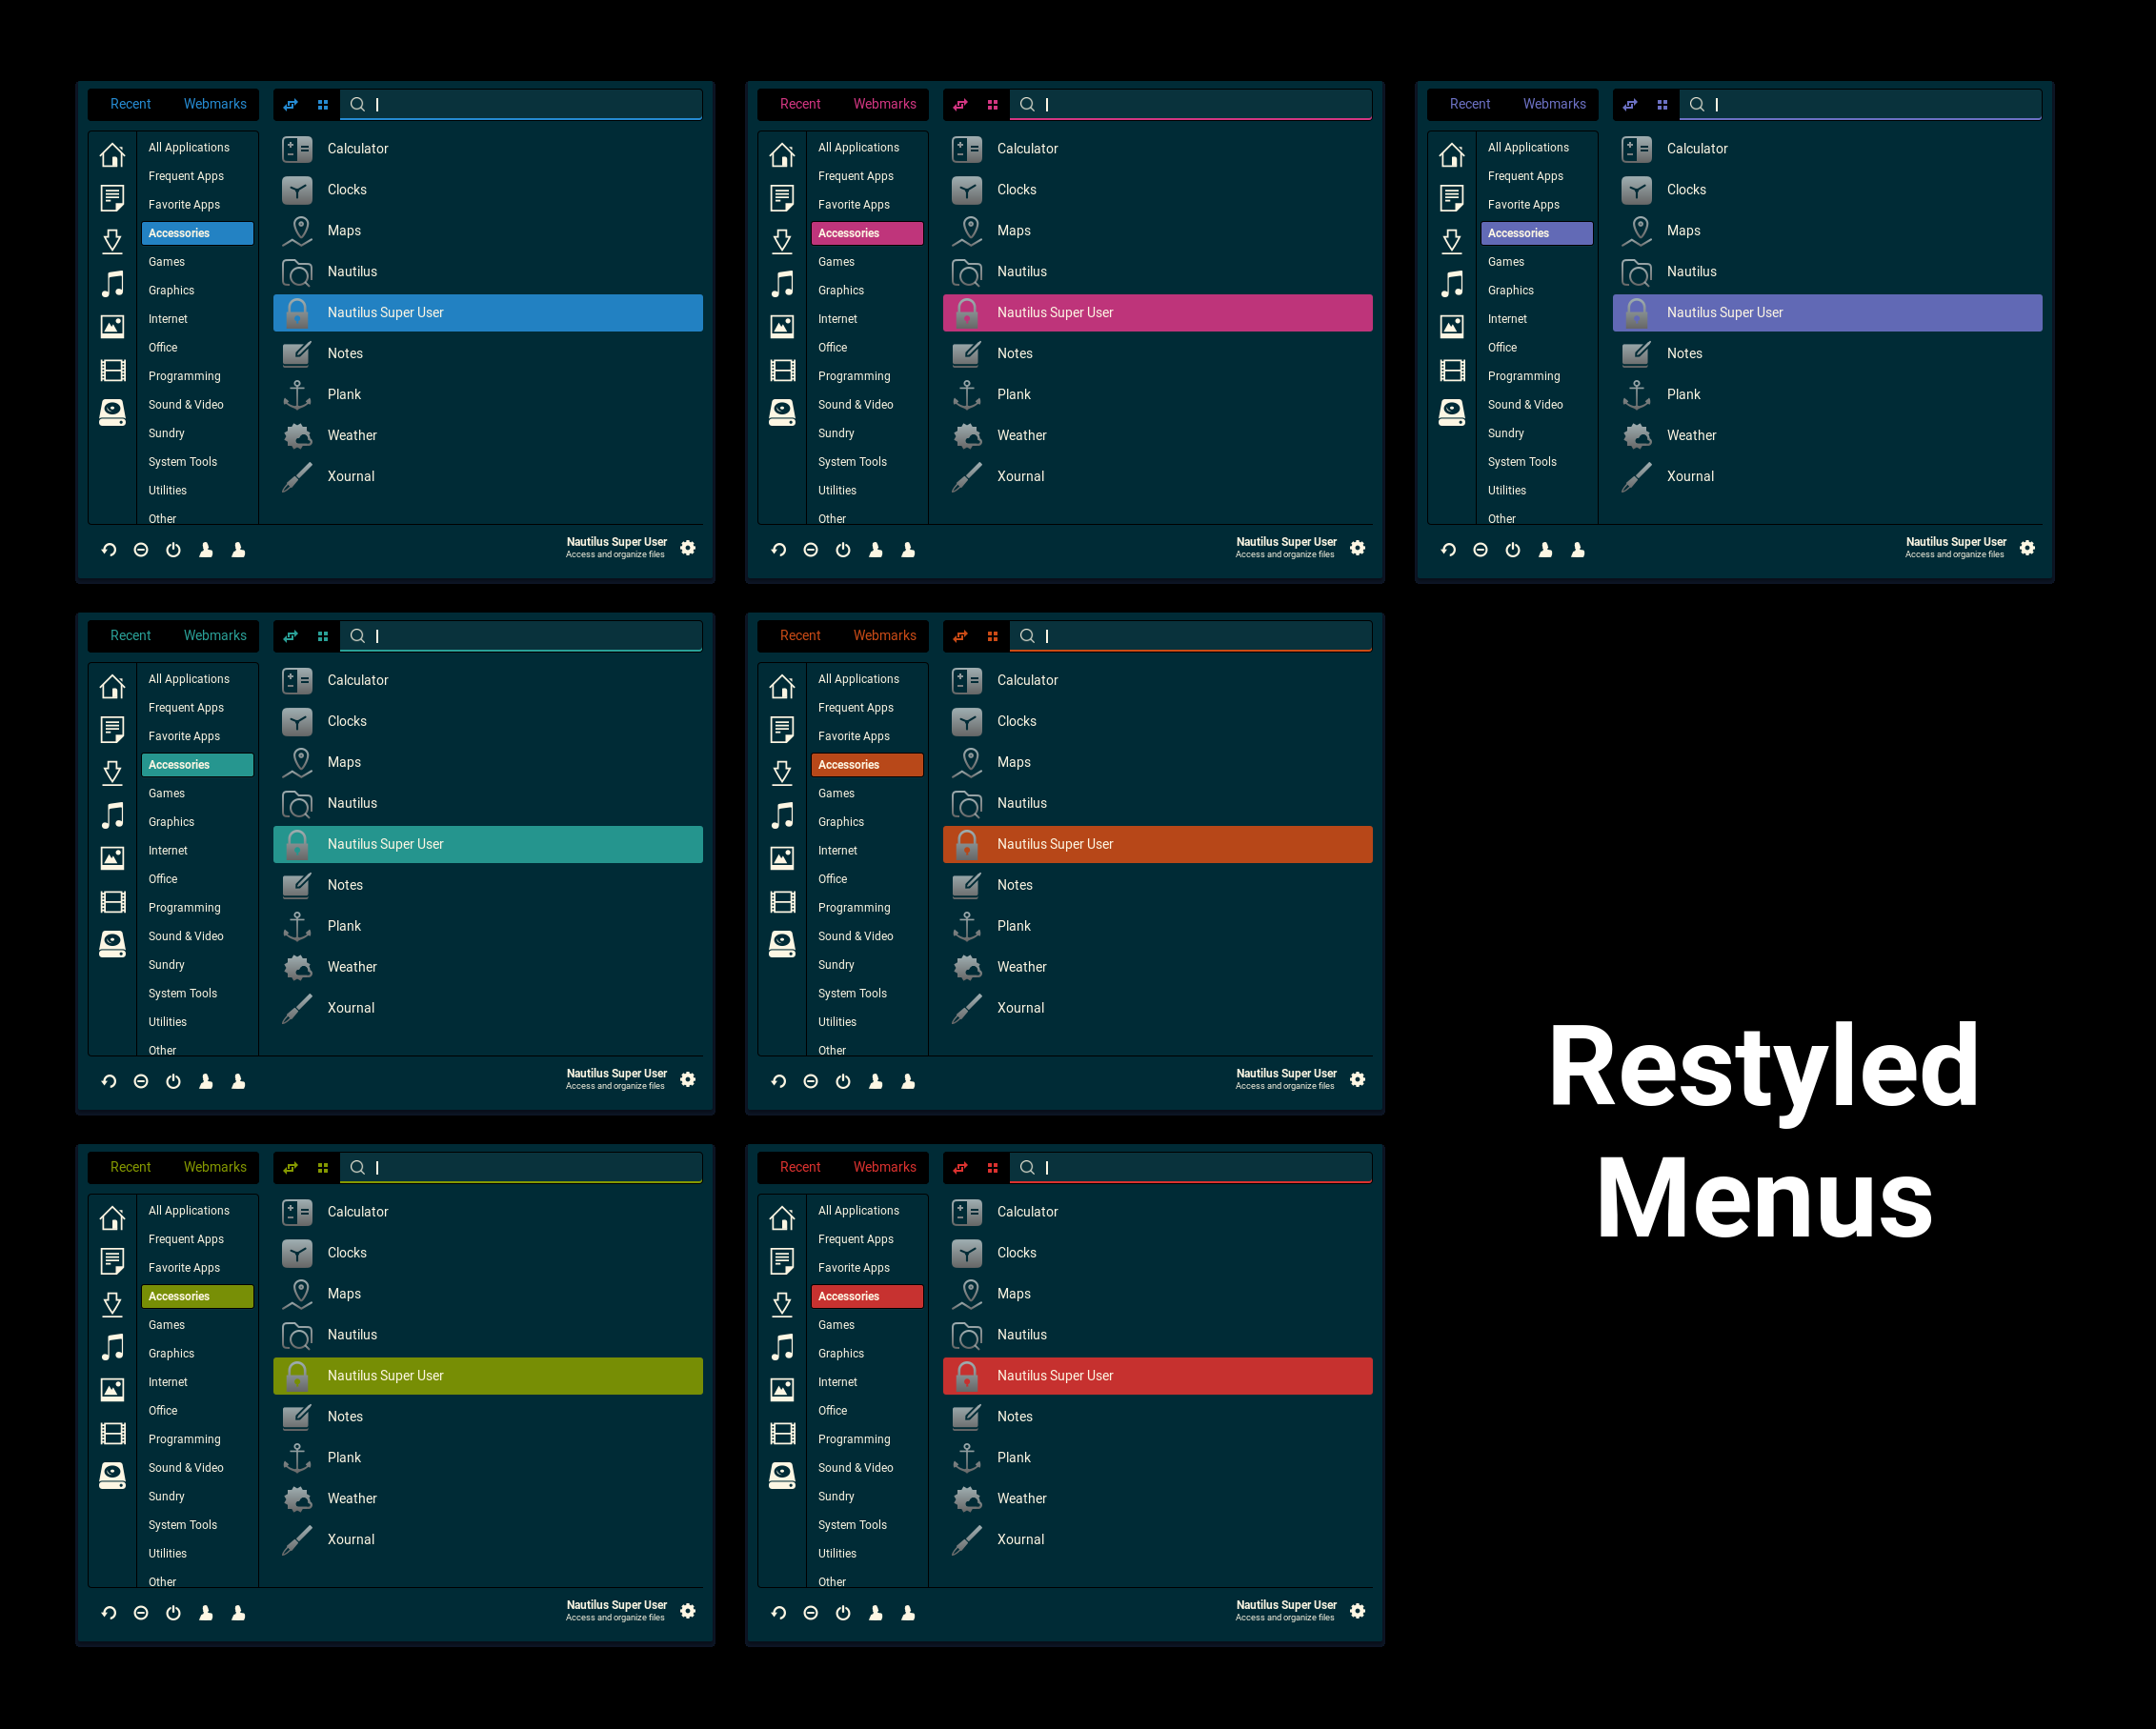 Recent Webmarks
All Applications
Frequent Apps
Favorite Apps
Accessories
Games
Graphics
Internet
Office
Programming
Sound & Video
Sundry
System Tools
Utilities
Other
Calculator
Clocks
Maps
Nautilus
Nautilus Super User
Notes
Plank
Weather
Xournal
Nautilus Super User
Access and organize files
Recent Webmarks
All Applications
Frequent Apps
Favorite Apps
Accessories
Games
Graphics
Internet
Office
Programming
Sound & Video
Sundry
System Tools
Utilities
Other
Calculator
Clocks
Maps
Nautilus
Nautilus Super User
Notes
Plank
Weather
Xournal
Nautilus Super User
Access and organize files
Recent Webmarks
All Applications
Frequent Apps
Favorite Apps
Accessories
Games
Graphics
Internet
Office
Programming
Sound & Video
Sundry
System Tools
Utilities
Other
Calculator
Clocks
Maps
Nautilus
Nautilus Super User
Notes
Plank
Weather
Xournal
Nautilus Super User
Access and organize files
Recent Webmarks
All Applications
Frequent Apps
Favorite Apps
Accessories
Games
Graphics
Internet
Office
Programming
Sound & Video
Sundry
System Tools
Utilities
Other
Calculator
Clocks
Maps
Nautilus
Nautilus Super User
Notes
Plank
Weather
Xournal
Nautilus Super User
Access and organize files
Recent Webmarks
All Applications
Frequent Apps
Favorite Apps
Accessories
Games
Graphics
Internet
Office
Programming
Sound & Video
Sundry
System Tools
Utilities
Other
Calculator
Clocks
Maps
Nautilus
Nautilus Super User
Notes
Plank
Weather
Xournal
Nautilus Super User
Access and organize files
Restyled
Menus
Recent Webmarks
All Applications
Frequent Apps
Favorite Apps
Accessories
Games
Graphics
Internet
Office
Programming
Sound & Video
Sundry
System Tools
Utilities
Other
Calculator
Clocks
Maps
Nautilus
Nautilus Super User
Notes
Plank
Weather
Xournal
Nautilus Super User
Access and organize files
Recent Webmarks
All Applications
Frequent Apps
Favorite Apps
Accessories
Games
Graphics
Internet
Office
Programming
Sound & Video
Sundry
System Tools
Utilities
Other
Calculator
Clocks
Maps
Nautilus
Nautilus Super User
Notes
Plank
Weather
Xournal
Nautilus Super User
Access and organize files